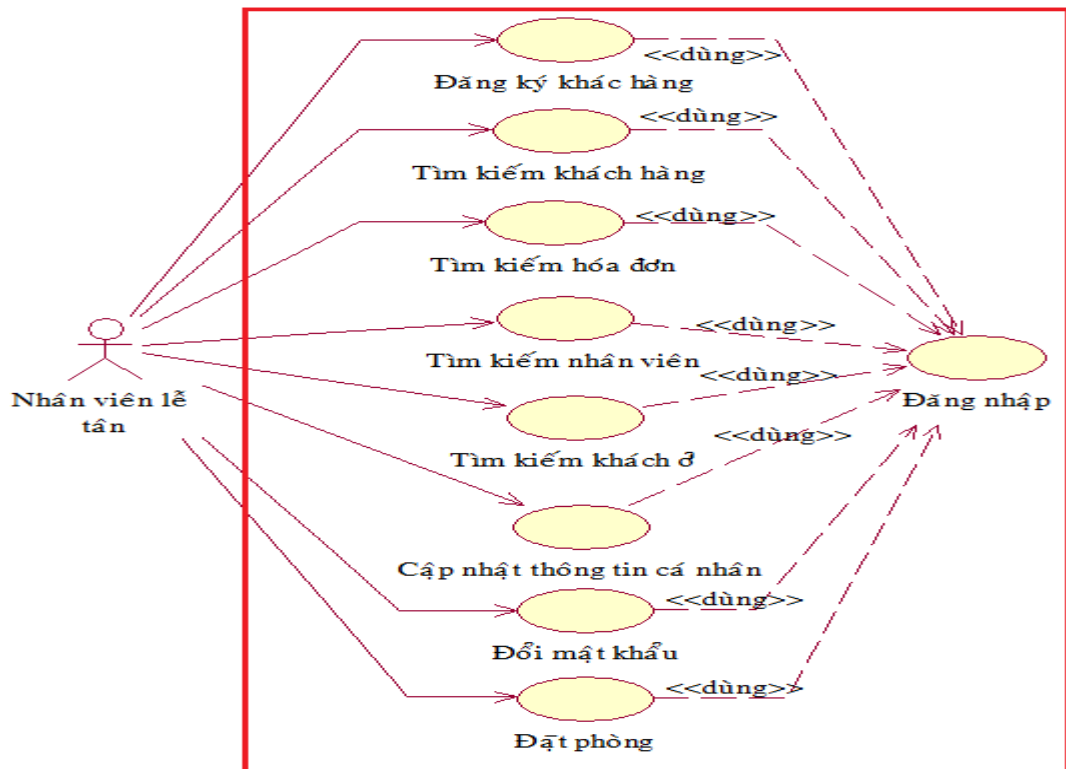 <<dùng>>
Đăng ký khác hàng
<<dùng>>
Tìm kiếm khách hàng
<<dùng>>
Tìm kiếm hóa đơn
<<dùng>>
Tìm kiếm nhân viên
<<dùng>>
Nhân viên lễ
tân
Đăng nhập
<<dùng>>
Tìm kiếm khách ở
Cập nhật thông tin cá nhân
<<dùng>>
Đổi mật khẩu
<<dùng>>
Đặt phòng